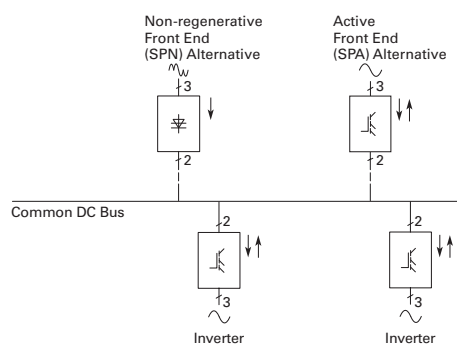 Non-regenerative
Front End
(SPN) Alternative
Active
Front End
(SPA) Alternative
3
3
2
2
Common DC Bus
2
2
3
3
Inverter
Inverter